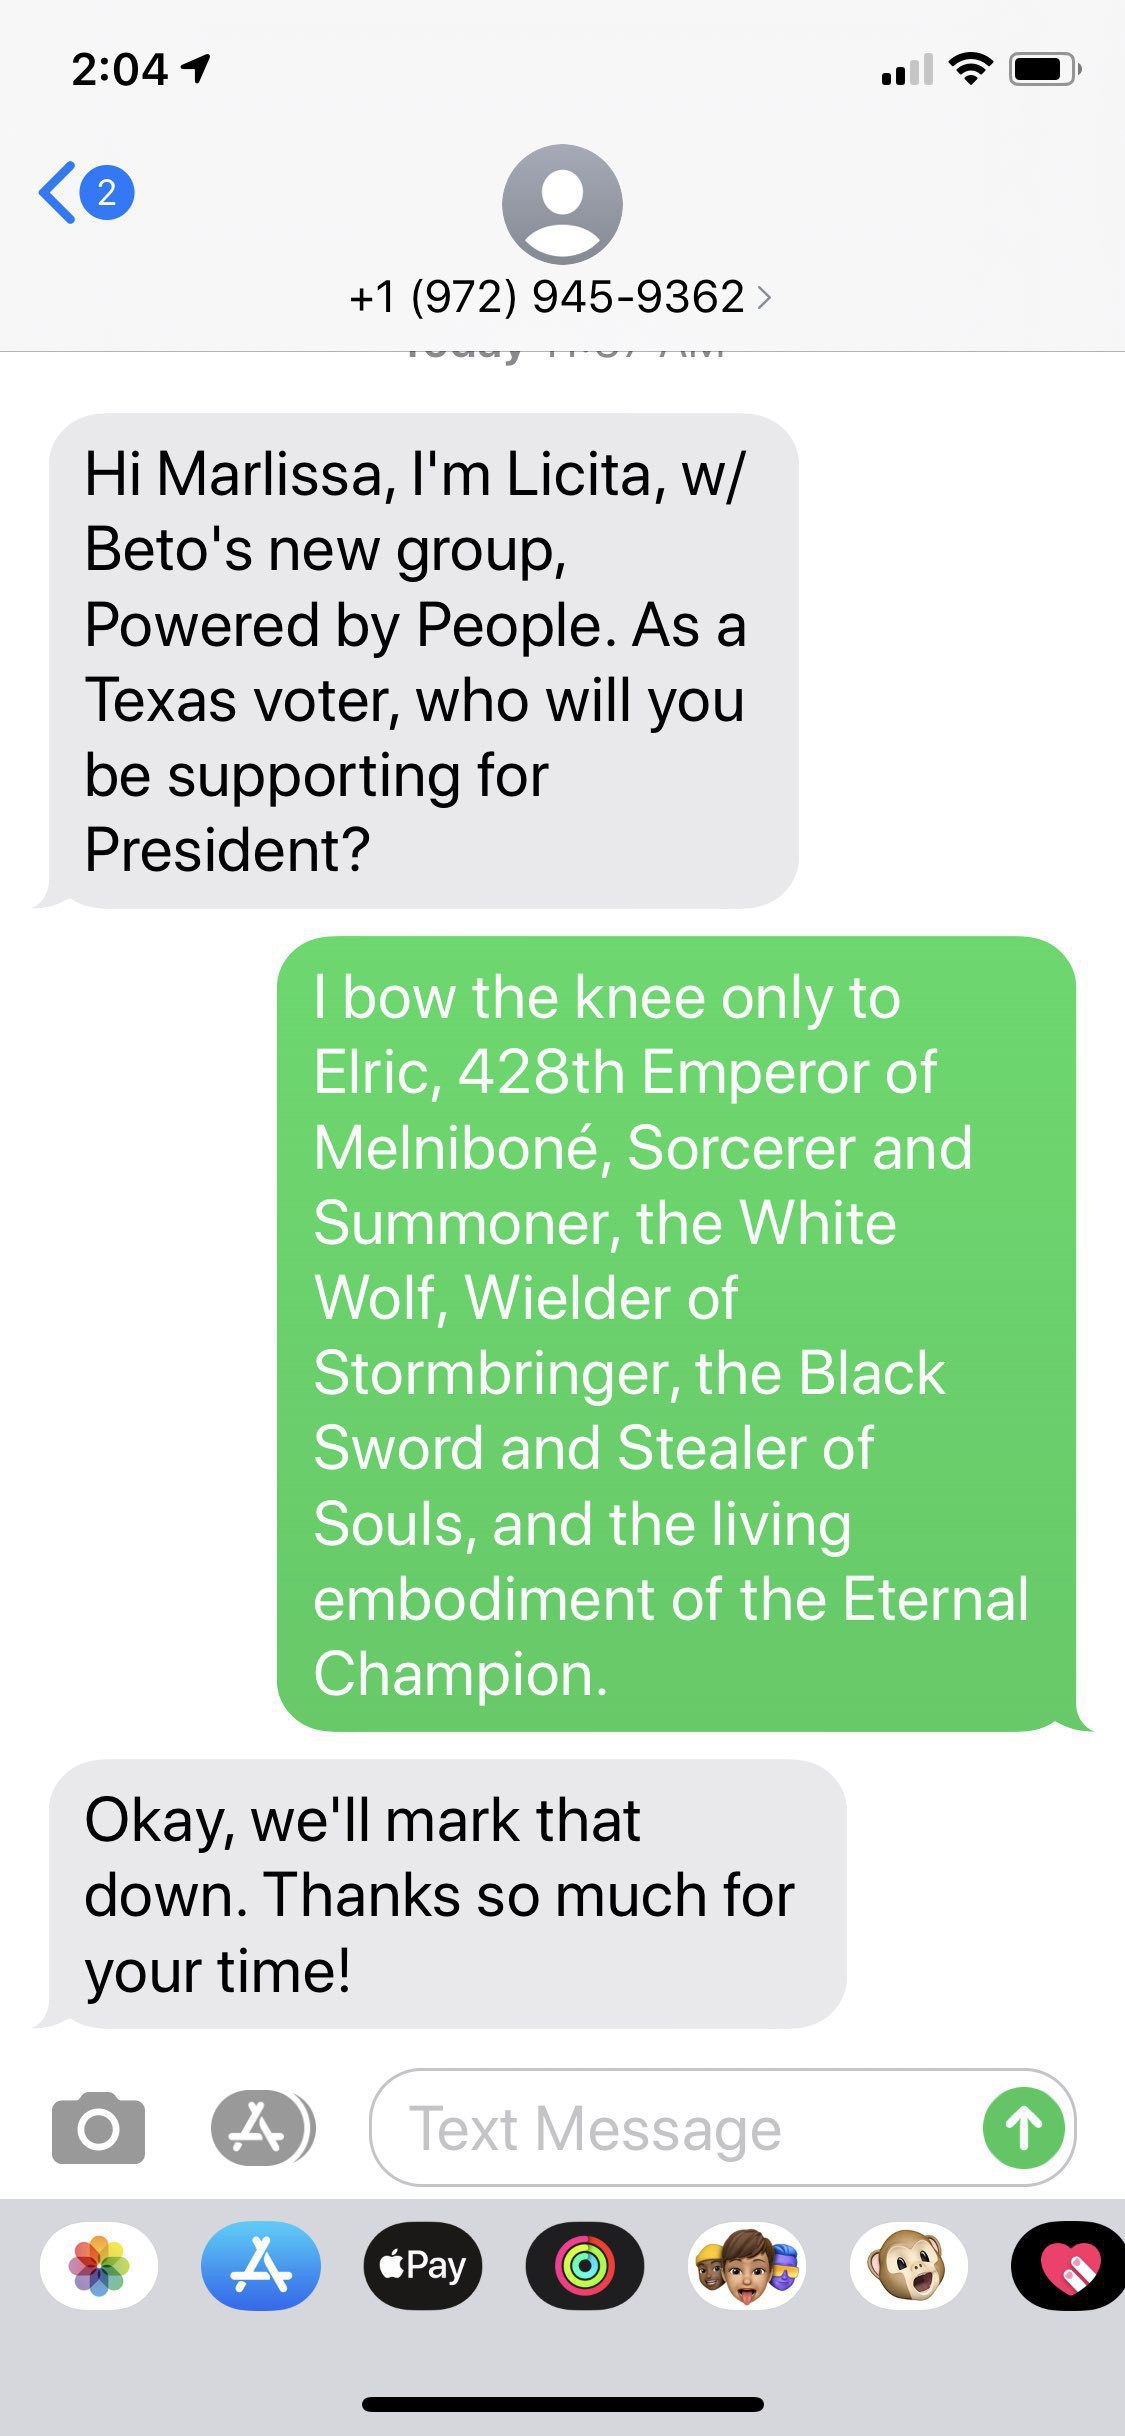 2:04
2
+1 (972) 945-9362
Today
Hi Marlissa, I'm Licita, w/
Beto's new group,
Powered by People. As a
Texas voter, who will you
be supporting for
President?
I bow the knee only to
Elric, 428th Emperor of
Melniboné, Sorcerer and
Summoner, the White
Wolf, Wielder of
Stormbringer, the Black
Sword and Stealer of
Souls, and the living
embodiment of the Eternal
Champion.
Okay, we'll mark that
down. Thanks so much for
your time!
Text Message
Pay